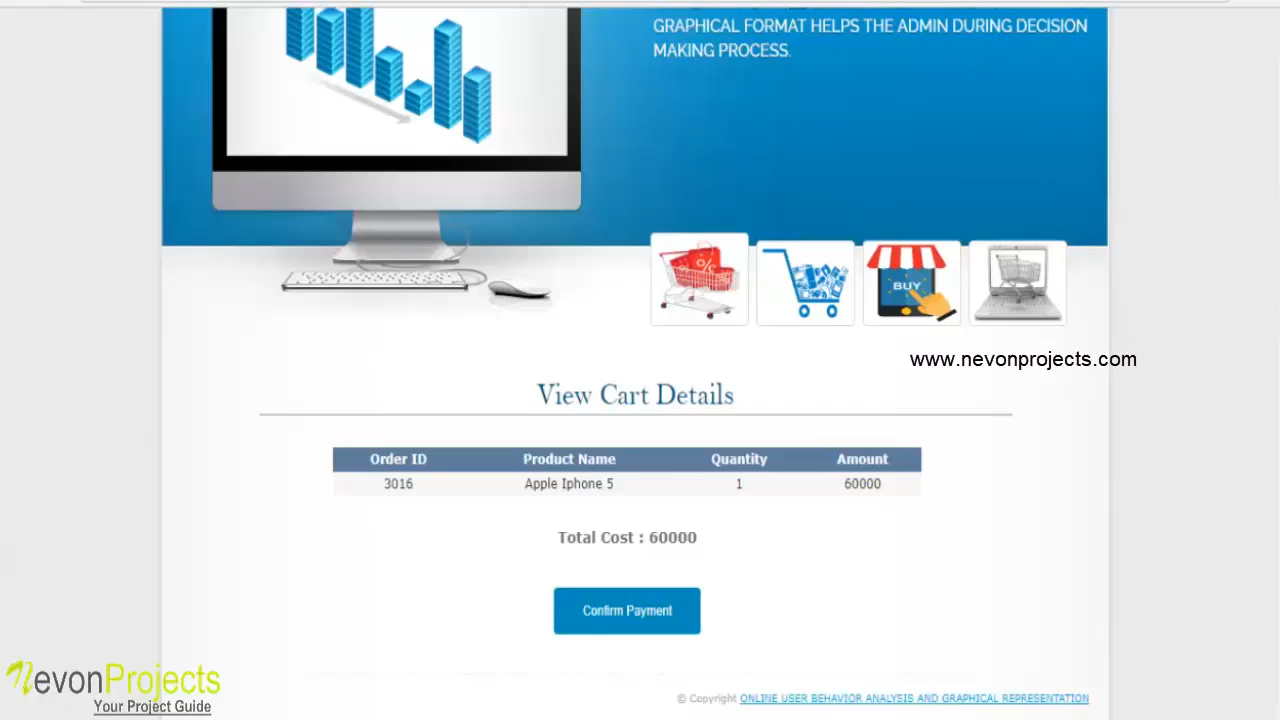 GRAPHICAL FORMAT HELPS THE ADMIN DURING DECISION
MAKING PROCESS.
%
BUY
www.nevonprojects.com
View Cart Details
Order ID Product Name Quantity Amount
3016 Apple Iphone 5 1 60000
Total Cost : 60000
Confirm Payment
NevonProjects
Your Project Guide
© Copyright ONLINE USER BEHAVIOR ANALYSIS AND GRAPHICAL REPRESENTATION